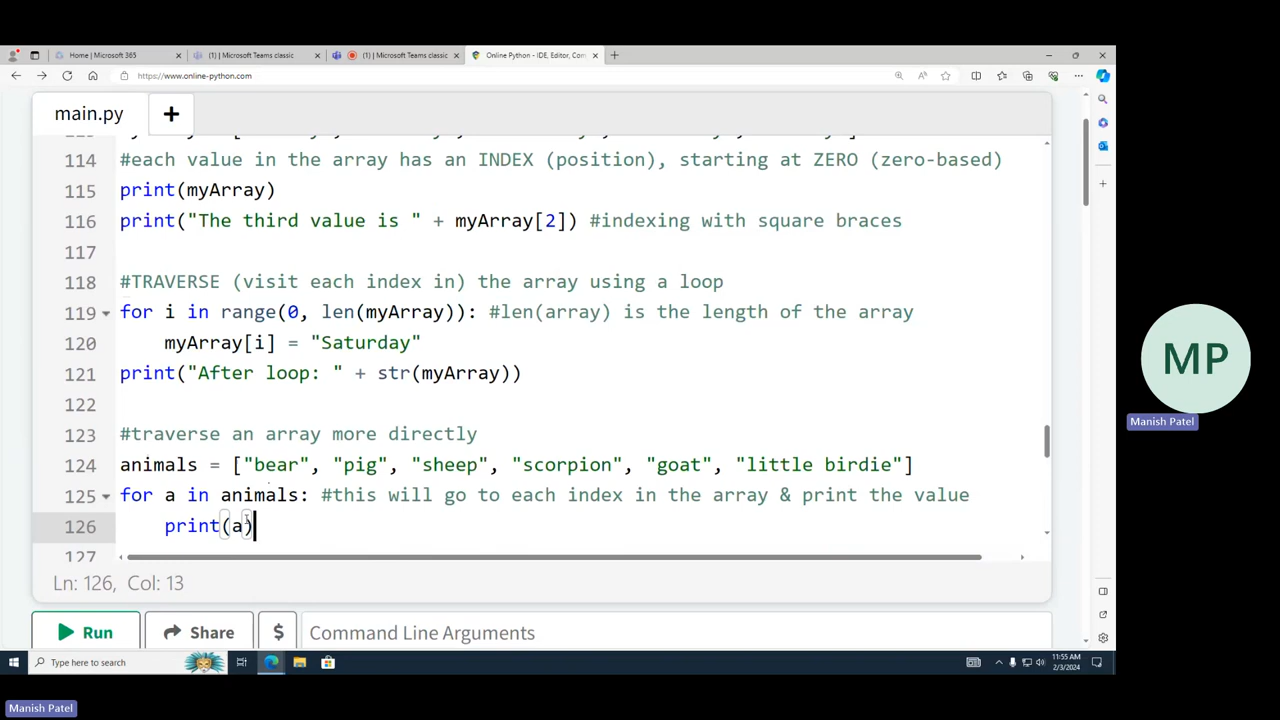 Home | Microsoft 365
(1) | Microsoft Teams classic
(1) | Microsoft Teams classic
Online Python - IDE, Editor, Com
https://www.online-python.com
main.py
114 #each value in the array has an INDEX (position), starting at ZERO (zero-based)
115 print(myArray)
116 print("The third value is " + myArray[2]) #indexing with square braces
117
118 #TRAVERSE (visit each index in) the array using a loop
119 for i in range(0, len(myArray)): #len(array) is the length of the array
120 myArray[i] = "Saturday"
121 print("After loop: " + str(myArray))
122
123 #traverse an array more directly
124 animals = ["bear", "pig", "sheep", "scorpion", "goat", "little birdie"]
125 for a in animals: #this will go to each index in the array & print the value
126 print(a)
127
Ln: 126, Col: 13
Run
Share
$
Command Line Arguments
Type here to search
11:55 AM
2/3/2024
MP
Manish Patel
Manish Patel